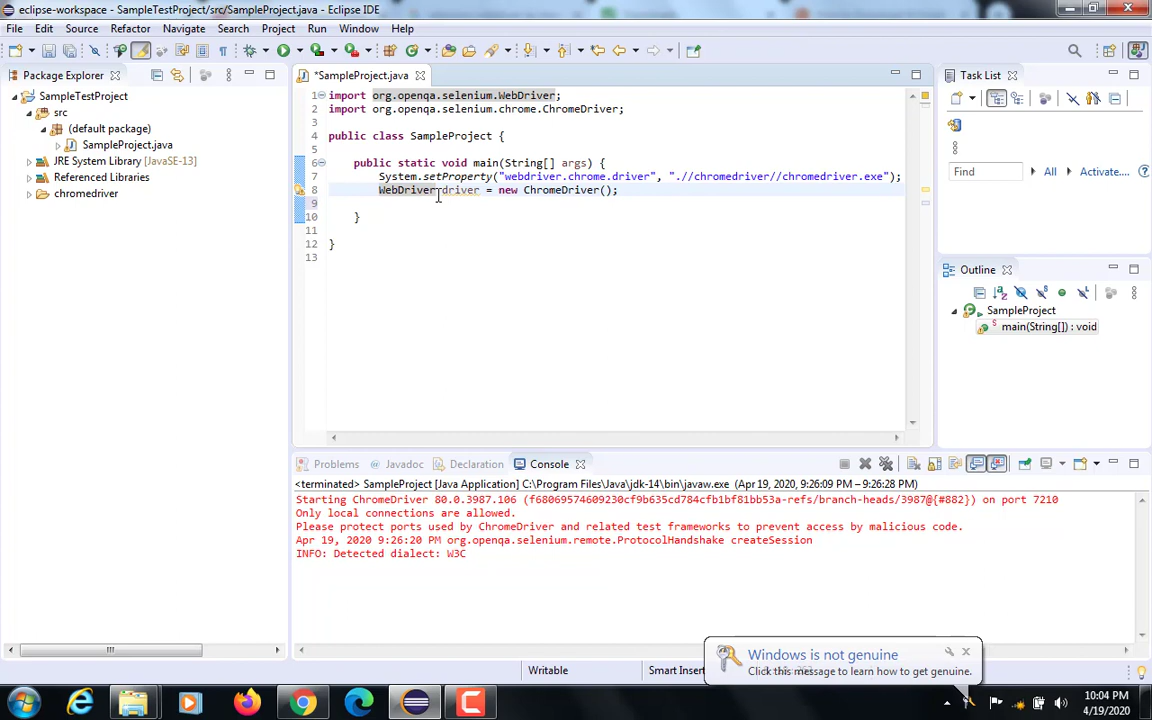 eclipse-workspace - SampleTestProject/src/SampleProject.java - Eclipse IDE
File Edit Source Refactor Navigate Search Project Run Window Help
Package Explorer
SampleTestProject
src
(default package)
SampleProject.java
JRE System Library [JavaSE-13]
Referenced Libraries
chromedriver
*SampleProject.java
1 import org.openqa.selenium.WebDriver;
2 import org.openqa.selenium.chrome.ChromeDriver;
3
4 public class SampleProject {
5
6 public static void main(String[] args) {
7 System.setProperty("webdriver.chrome.driver", ".//chromedriver//chromedriver.exe");
8 WebDriver driver = new ChromeDriver();
9
10 }
11
12 }
13
Task List
Find All Activate...
Outline
SampleProject
main(String[]) : void
Problems Javadoc Declaration Console
<terminated> SampleProject [Java Application] C:\Program Files\Java\jdk-14\bin\javaw.exe (Apr 19, 2020, 9:26:09 PM – 9:26:28 PM)
Starting ChromeDriver 80.0.3987.106 (f68069574609230cf9b635cd784cfb1bf81bb53a-refs/branch-heads/3987@{#882}) on port 7210
Only local connections are allowed.
Please protect ports used by ChromeDriver and related test frameworks to prevent access by malicious code.
Apr 19, 2020 9:26:20 PM org.openqa.selenium.remote.ProtocolHandshake createSession
INFO: Detected dialect: W3C
Writable Smart Insert
Windows is not genuine
Click this message to learn how to get genuine.
10:04 PM
4/19/2020